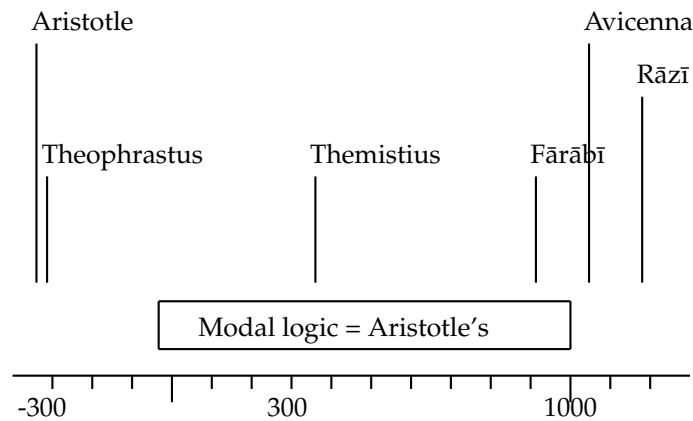 Aristotle
Avicenna
Rāzī
Theophrastus
Themistius
Fārābī
Modal logic = Aristotle's
-300
300
1000